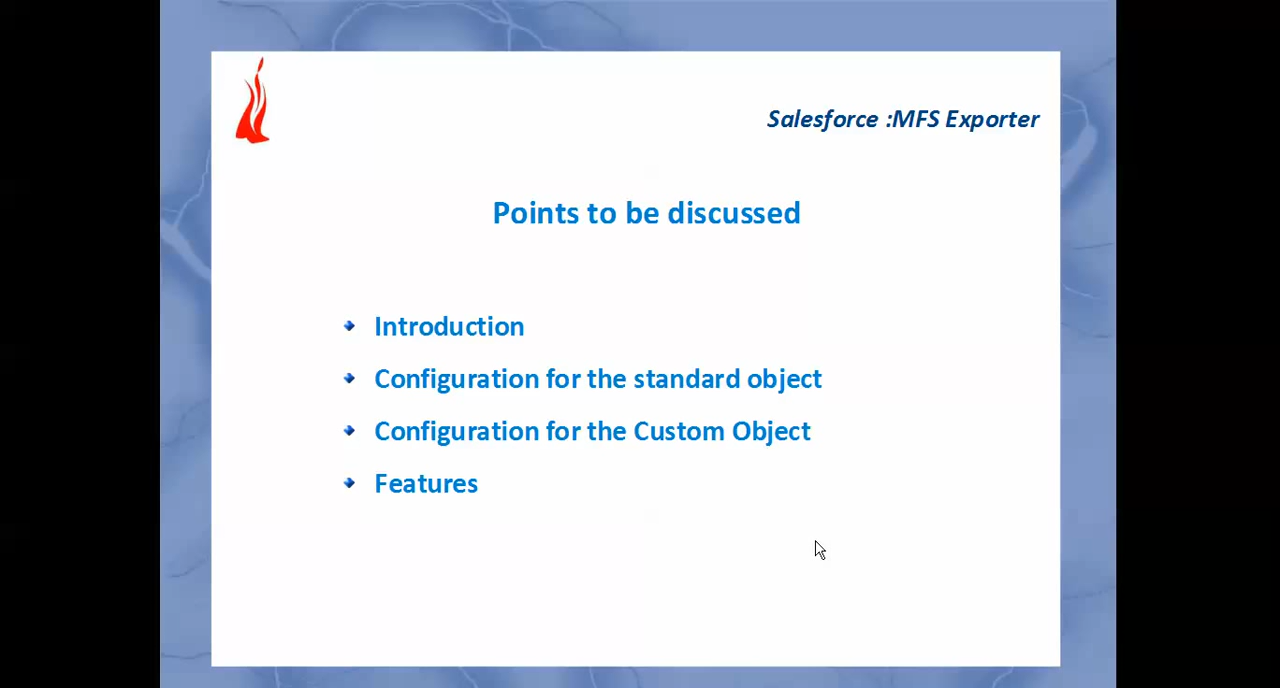 Salesforce :MFS Exporter
Points to be discussed
Introduction
Configuration for the standard object
Configuration for the Custom Object
Features